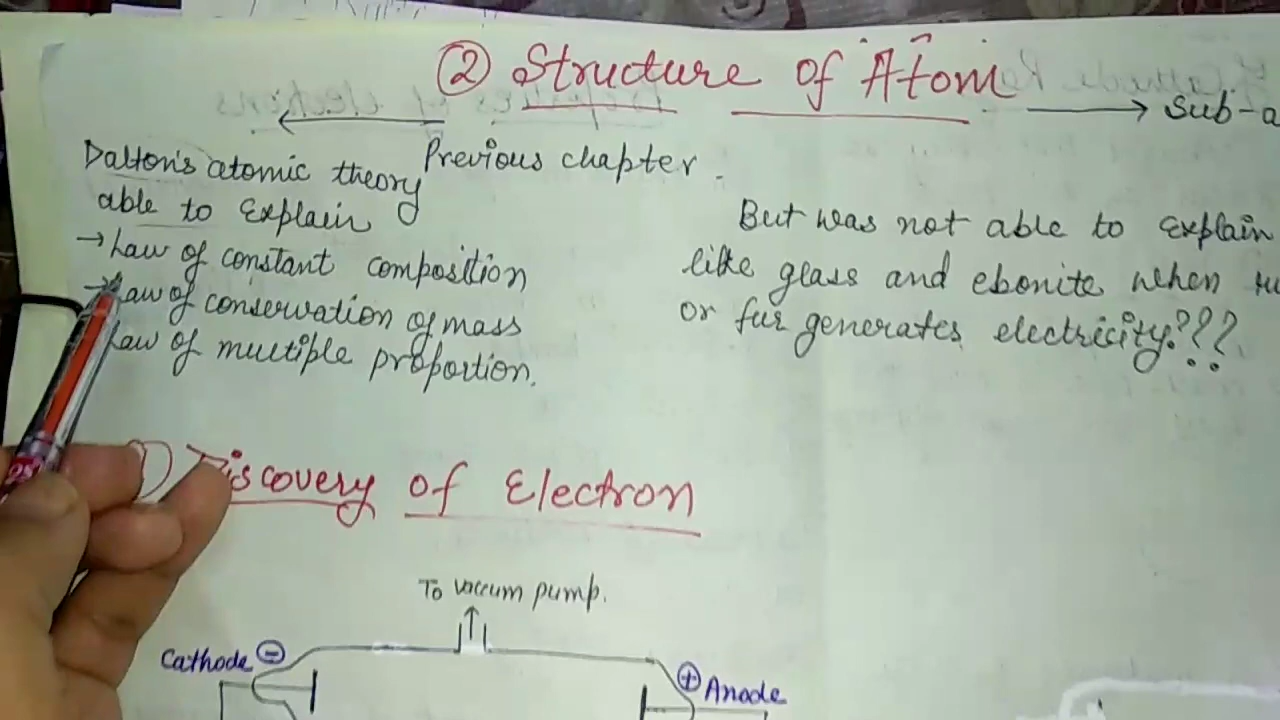 ② Structure of Atom
Sub-a
Previous chapter.
Dalton's atomic theory
able to Explain
→ Law of constant composition
→ Law of conservation of mass
Law of multiple proportion.
But was not able to Explain
like glass and ebonite when
or fur generates electricity???
Discovery of Electron
To vaccum pump.
Cathode ⊖
⊕ Anode